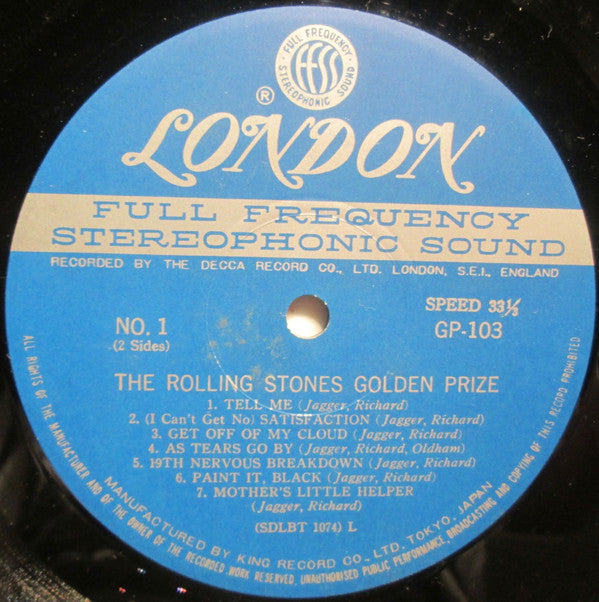 FULL FREQUENCY
ffss
STEREOPHONIC SOUND
®
LONDON
FULL FREQUENCY
STEREOPHONIC SOUND
RECORDED BY THE DECCA RECORD CO., LTD. LONDON, S.E.I., ENGLAND
NO. 1
(2 Sides)
SPEED 33⅓
GP-103
THE ROLLING STONES GOLDEN PRIZE
1. TELL ME (Jagger, Richard)
2. (I Can't Get No) SATISFACTION (Jagger, Richard)
3. GET OFF OF MY CLOUD (Jagger, Richard)
4. AS TEARS GO BY (Jagger, Richard, Oldham)
5. 19TH NERVOUS BREAKDOWN (Jagger, Richard)
6. PAINT IT, BLACK (Jagger, Richard)
7. MOTHER'S LITTLE HELPER
(Jagger, Richard)
(SDLBT 1074) L
MANUFACTURED BY KING RECORD CO., LTD. TOKYO, JAPAN
ALL RIGHTS OF THE MANUFACTURER AND OF THE OWNER OF THE RECORDED WORK RESERVED. UNAUTHORISED PUBLIC PERFORMANCE, BROADCASTING AND COPYING OF THIS RECORD PROHIBITED